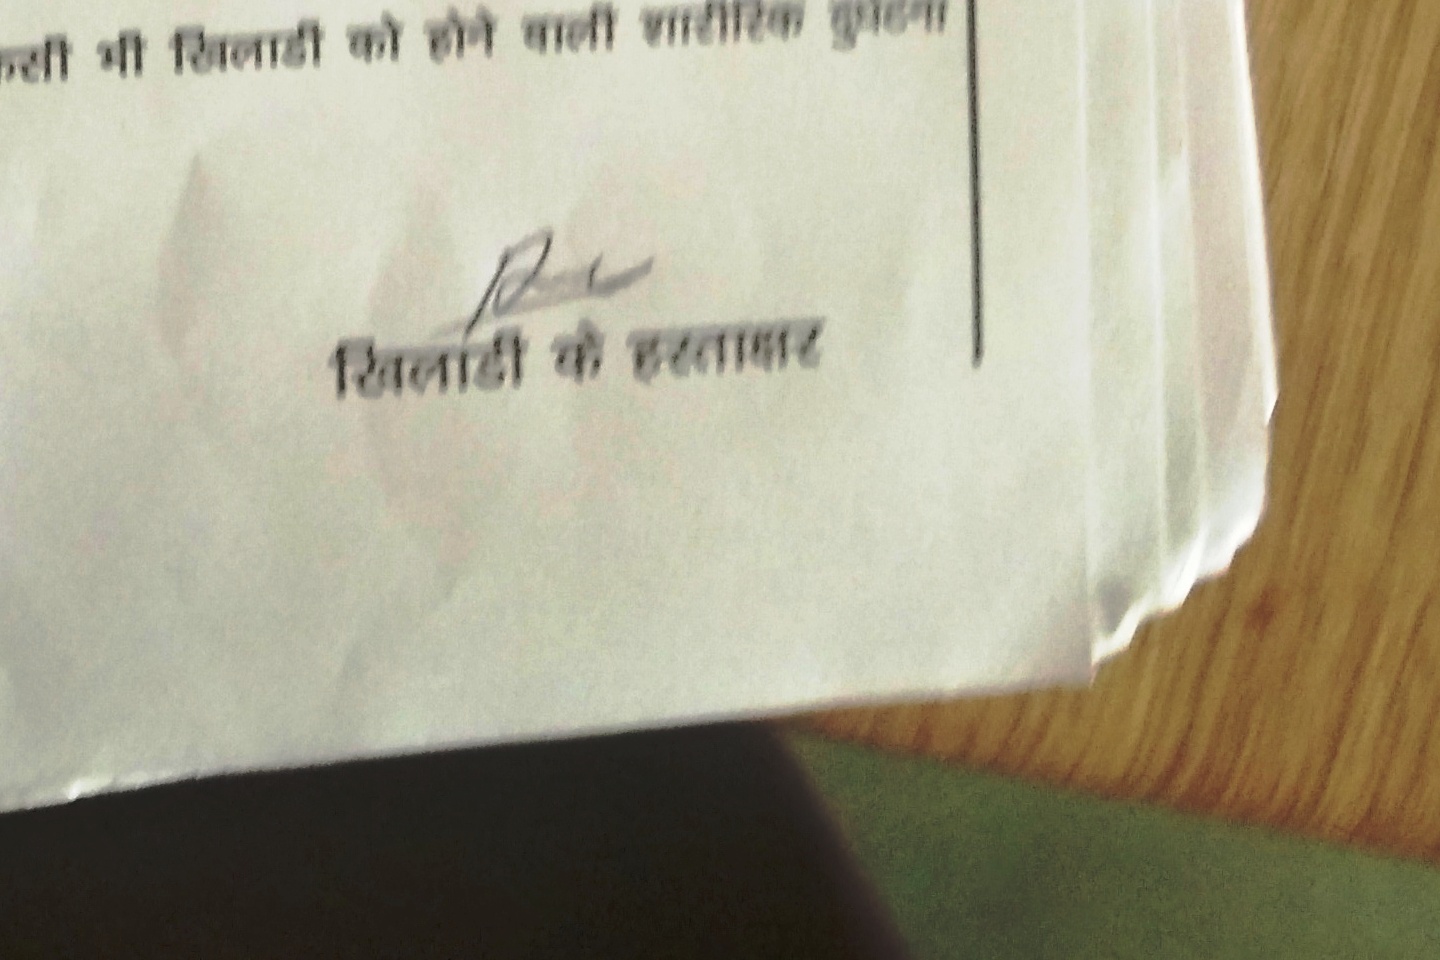 भी खिलाडी को होने वाली शारीरिक दुर्घटना
खिलाडी के हस्ताक्षर